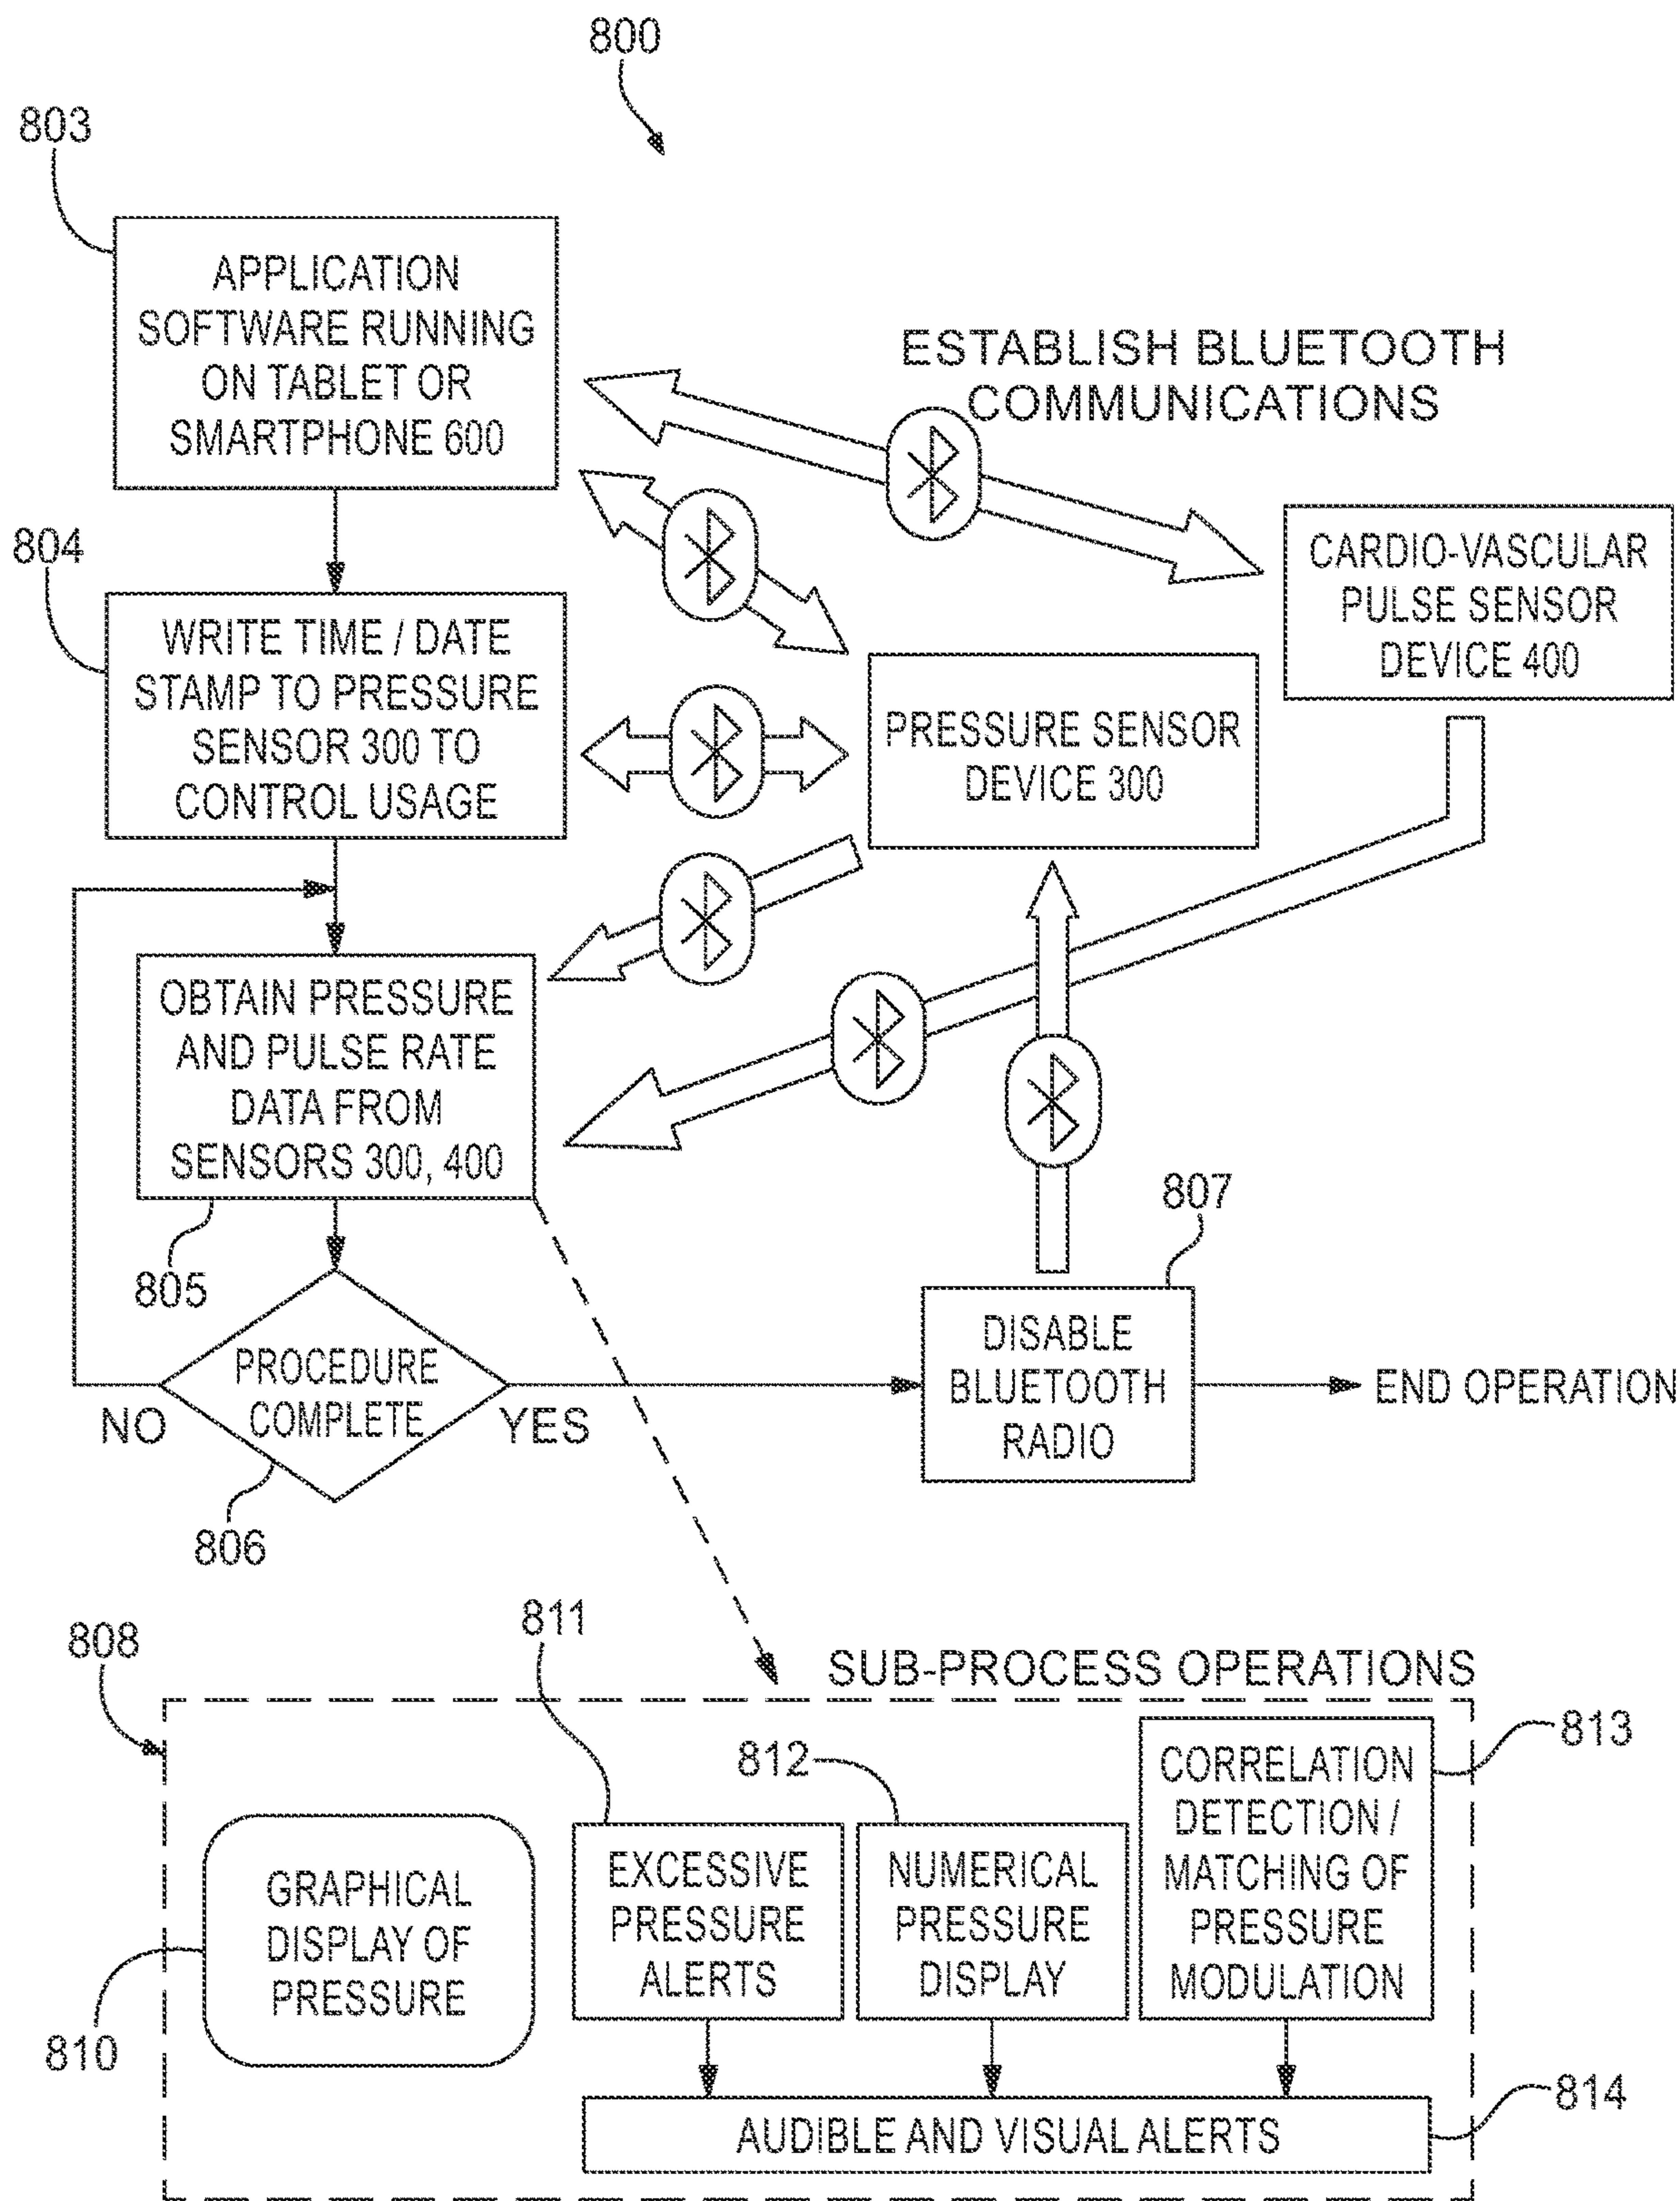 800
803
APPLICATION
SOFTWARE RUNNING
ON TABLET OR
SMARTPHONE 600
ESTABLISH BLUETOOTH
COMMUNICATIONS
804
WRITE TIME / DATE
STAMP TO PRESSURE
SENSOR 300 TO
CONTROL USAGE
CARDIO-VASCULAR
PULSE SENSOR
DEVICE 400
PRESSURE SENSOR
DEVICE 300
OBTAIN PRESSURE
AND PULSE RATE
DATA FROM
SENSORS 300, 400
805
807
PROCEDURE
COMPLETE
NO
YES
806
DISABLE
BLUETOOTH
RADIO
END OPERATION
808
811
SUB-PROCESS OPERATIONS
812
813
GRAPHICAL
DISPLAY OF
PRESSURE
810
EXCESSIVE
PRESSURE
ALERTS
NUMERICAL
PRESSURE
DISPLAY
CORRELATION
DETECTION /
MATCHING OF
PRESSURE
MODULATION
AUDIBLE AND VISUAL ALERTS
814